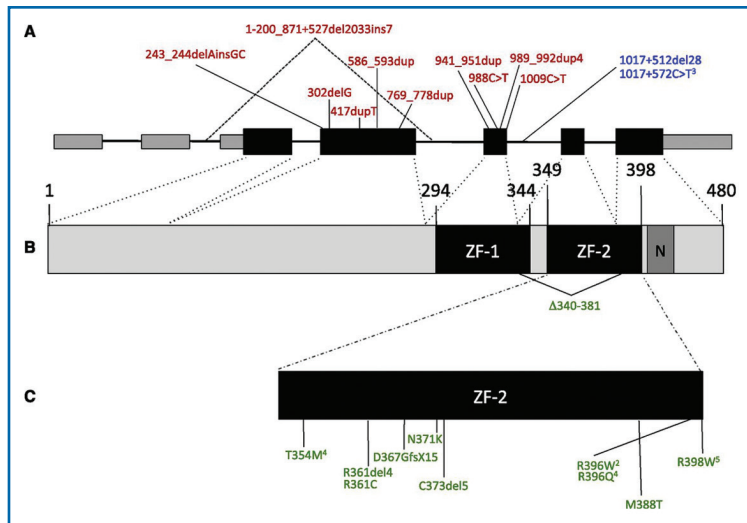 A
1-200_871+527del2033ins7
243_244delAinsGC
586_593dup
941_951dup
989_992dup4
1017+512del28
988C>T
1017+572C>T³
302delG
769_778dup
1009C>T
417dupT
1
294
344
349
398
480
B
ZF-1
ZF-2
N
Δ340-381
C
ZF-2
T354M⁴
N371K
D367GfsX15
R361del4
R361C
C373del5
R396W²
R396Q⁴
R398W⁵
M388T